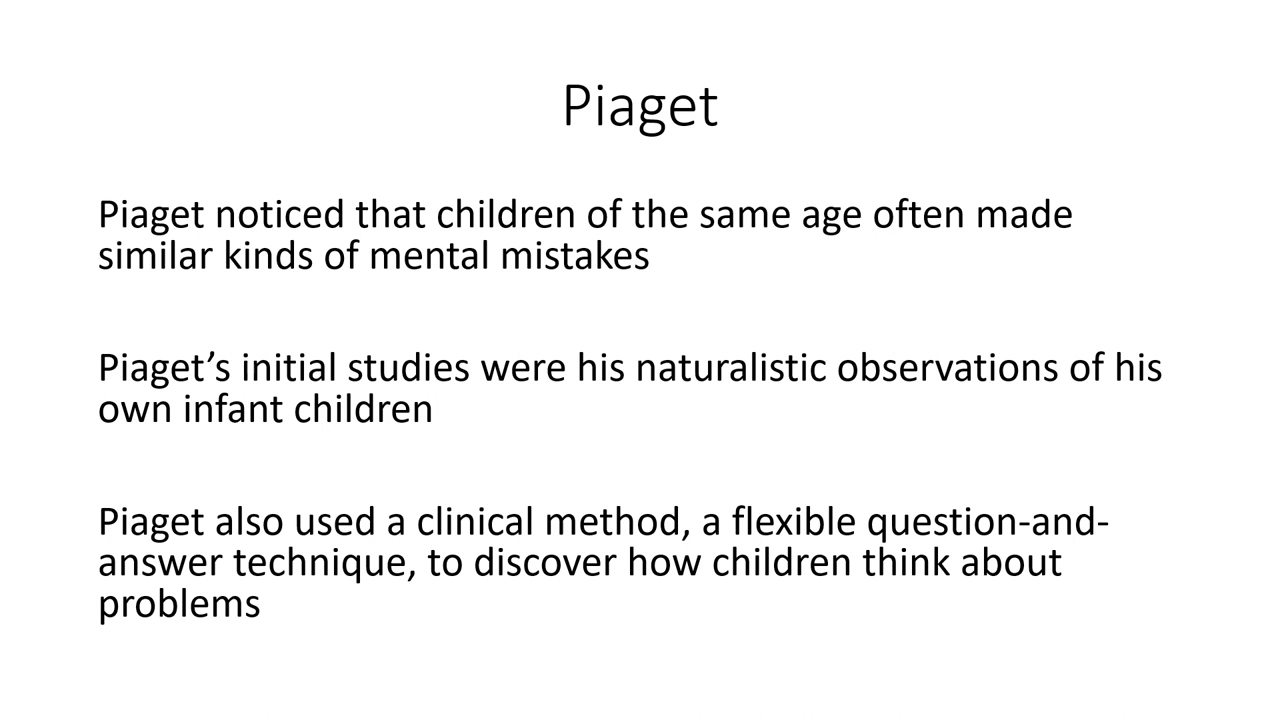 Piaget
Piaget noticed that children of the same age often made
similar kinds of mental mistakes
Piaget’s initial studies were his naturalistic observations of his
own infant children
Piaget also used a clinical method, a flexible question-and-
answer technique, to discover how children think about
problems